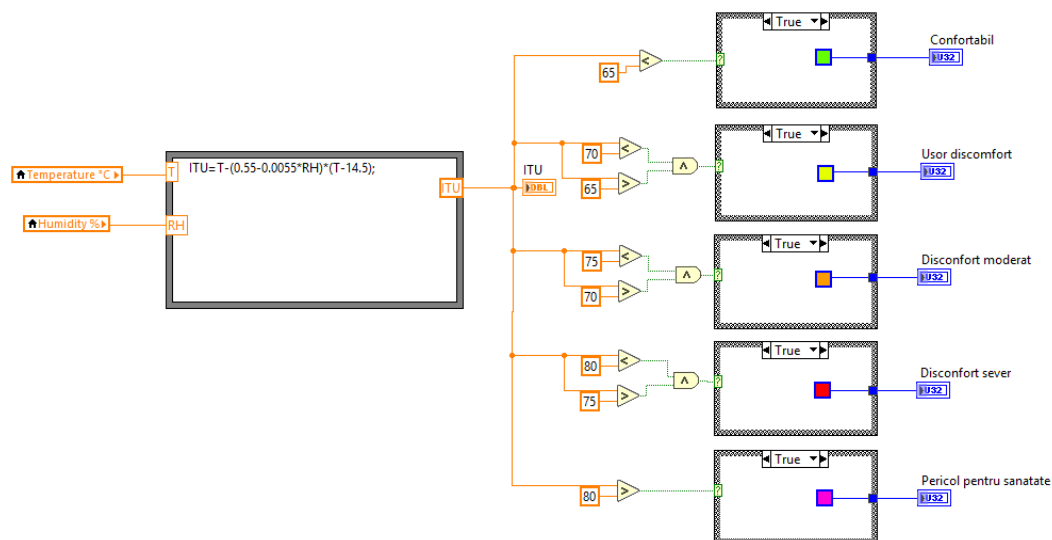 True
Confortabil
65
<
?
U32
True
Usor discomfort
70
<
65
>
∧
?
U32
Temperature °C
T
ITU=T-(0.55-0.0055*RH)*(T-14.5);
ITU
ITU
DBL
Humidity %
RH
True
Disconfort moderat
75
<
70
>
∧
?
U32
True
Disconfort sever
80
<
75
>
∧
?
U32
True
Pericol pentru sanatate
80
>
?
U32